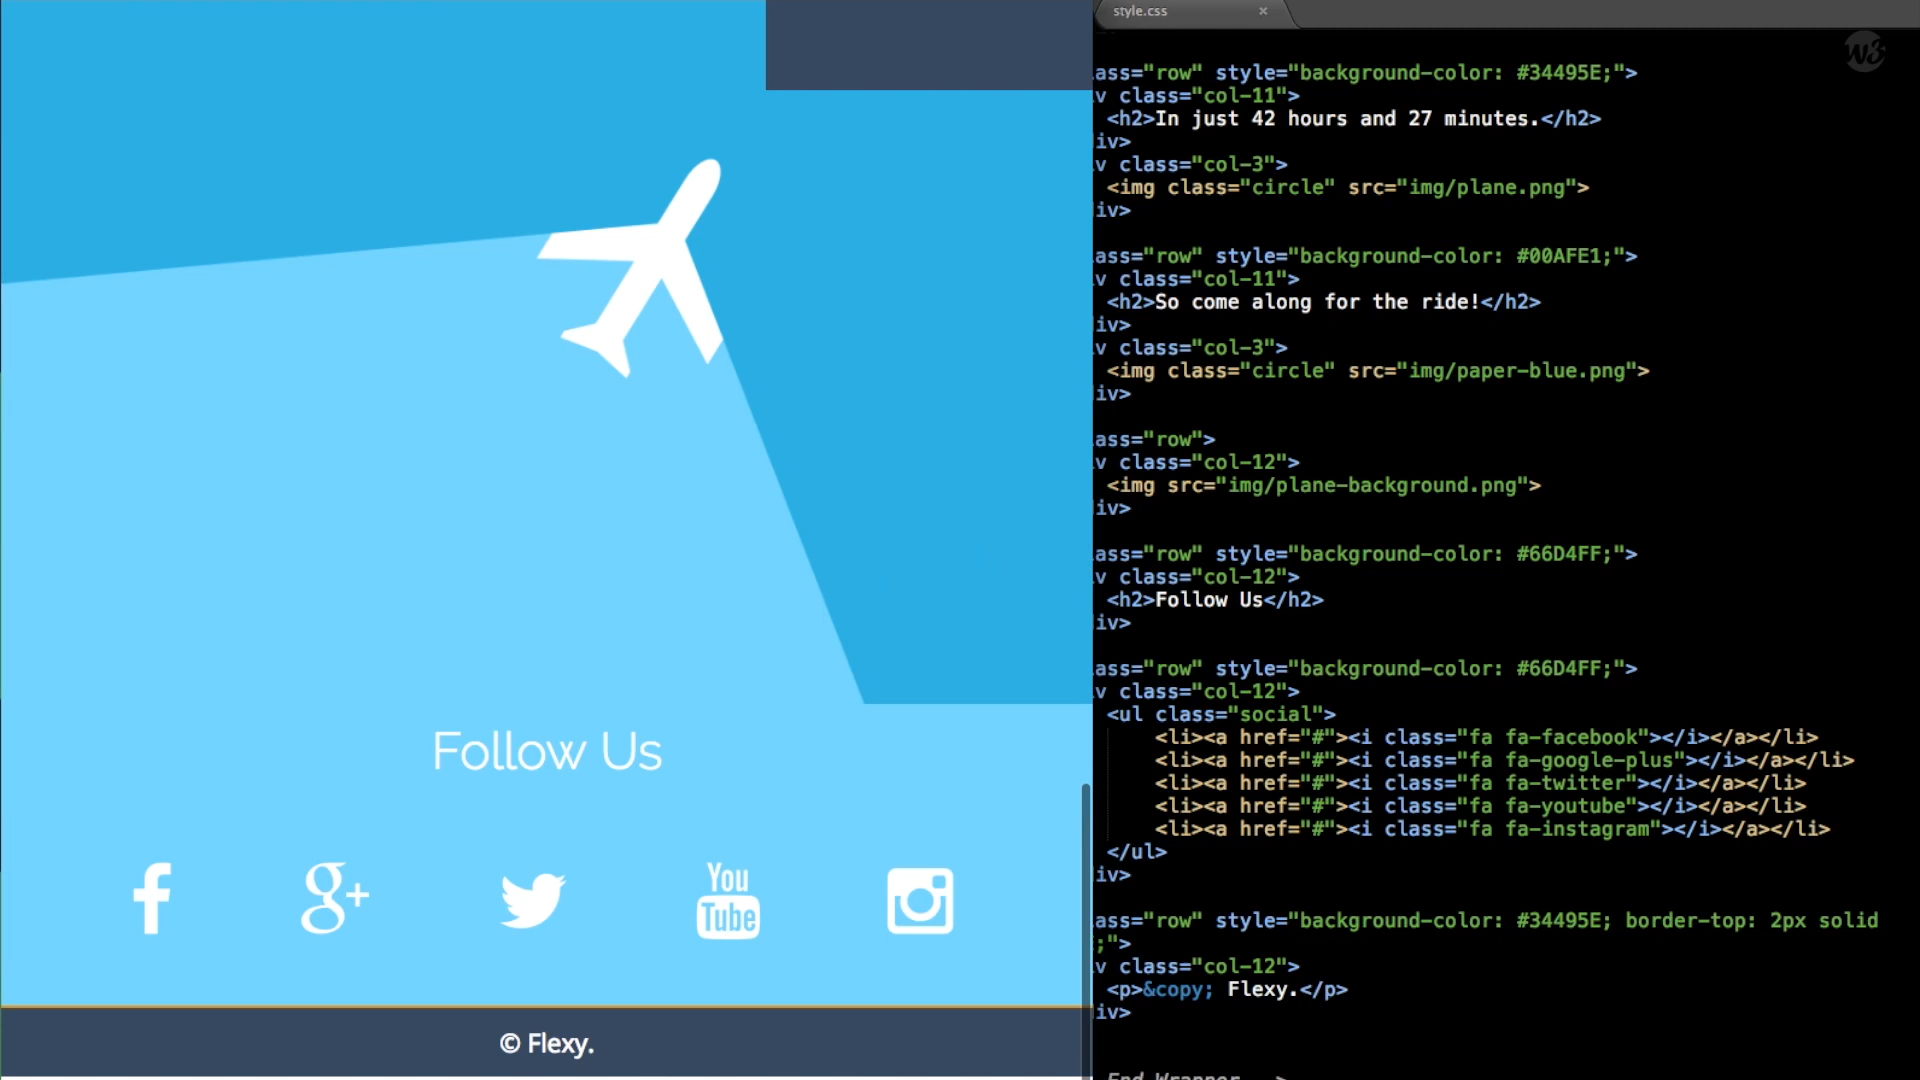 Follow Us
You
Tube
© Flexy.
style.css
W3
ass="row" style="background-color: #34495E;">
v class="col-11">
<h2>In just 42 hours and 27 minutes.</h2>
iv>
v class="col-3">
<img class="circle" src="img/plane.png">
iv>
ass="row" style="background-color: #00AFE1;">
v class="col-11">
<h2>So come along for the ride!</h2>
iv>
v class="col-3">
<img class="circle" src="img/paper-blue.png">
iv>
ass="row">
v class="col-12">
<img src="img/plane-background.png">
iv>
ass="row" style="background-color: #66D4FF;">
v class="col-12">
<h2>Follow Us</h2>
iv>
ass="row" style="background-color: #66D4FF;">
v class="col-12">
<ul class="social">
<li><a href="#"><i class="fa fa-facebook"></i></a></li>
<li><a href="#"><i class="fa fa-google-plus"></i></a></li>
<li><a href="#"><i class="fa fa-twitter"></i></a></li>
<li><a href="#"><i class="fa fa-youtube"></i></a></li>
<li><a href="#"><i class="fa fa-instagram"></i></a></li>
</ul>
iv>
ass="row" style="background-color: #34495E; border-top: 2px solid
;">
v class="col-12">
<p>&copy; Flexy.</p>
iv>
End Wrapper